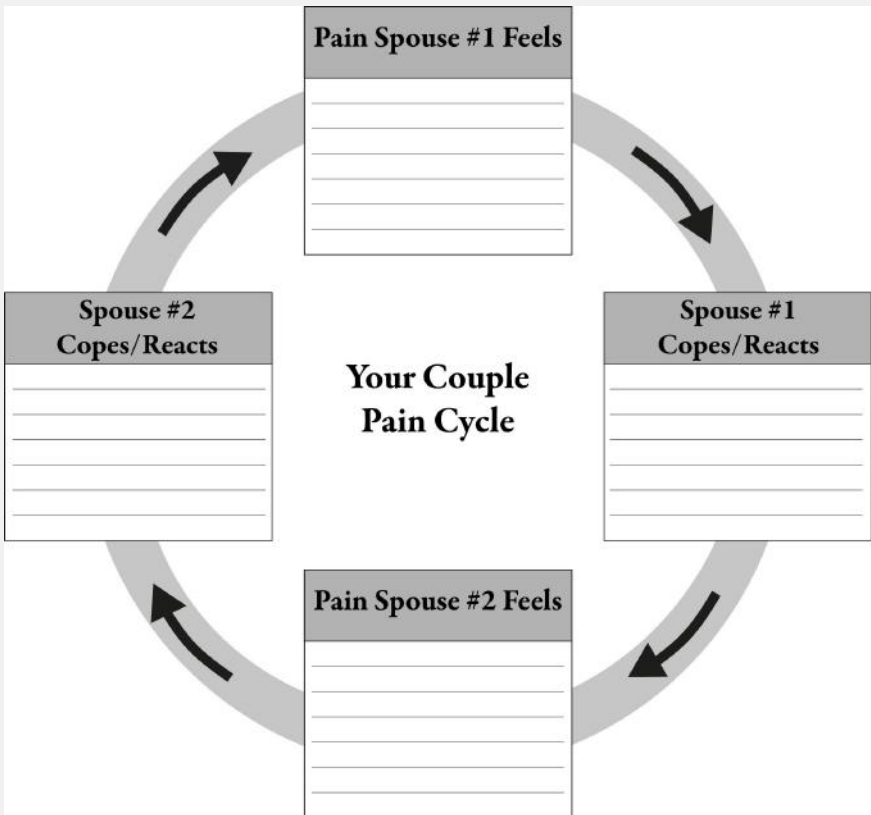 Pain Spouse #1 Feels
Spouse #2
Copes/Reacts
Your Couple
Pain Cycle
Spouse #1
Copes/Reacts
Pain Spouse #2 Feels